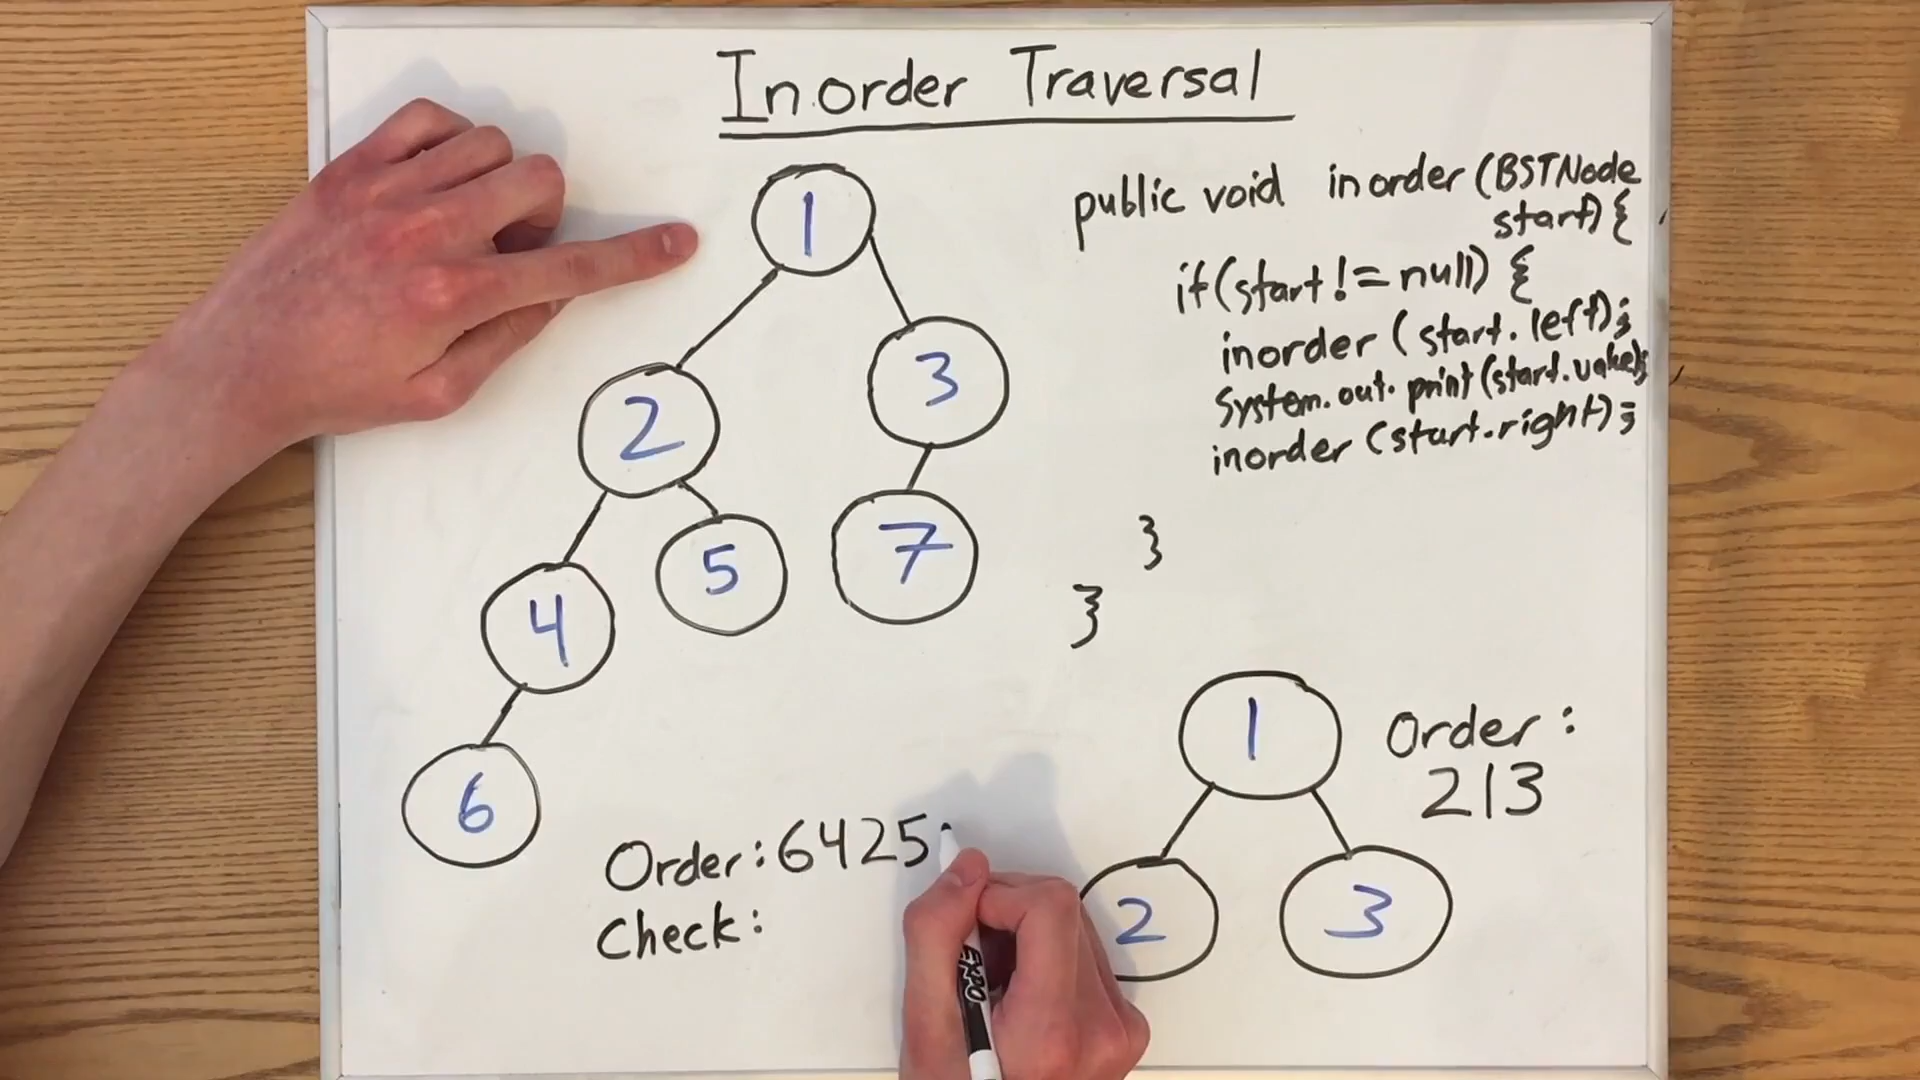 Inorder Traversal
public void inorder (BSTNode
start) {
if(start != null) {
inorder (start.left);
System.out.print(start.value);
inorder (start.right);
}
}
1
2
3
4
5
7
6
Order: 6425
Check:
1
2
3
Order:
213
EXPO